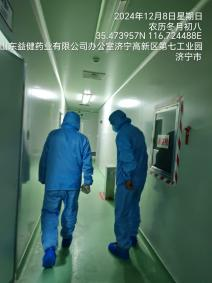 2024年12月8日星期日
农历冬月初八
35.473957N 116.724488E
山东益健药业有限公司办公室济宁高新区第七工业园
济宁市